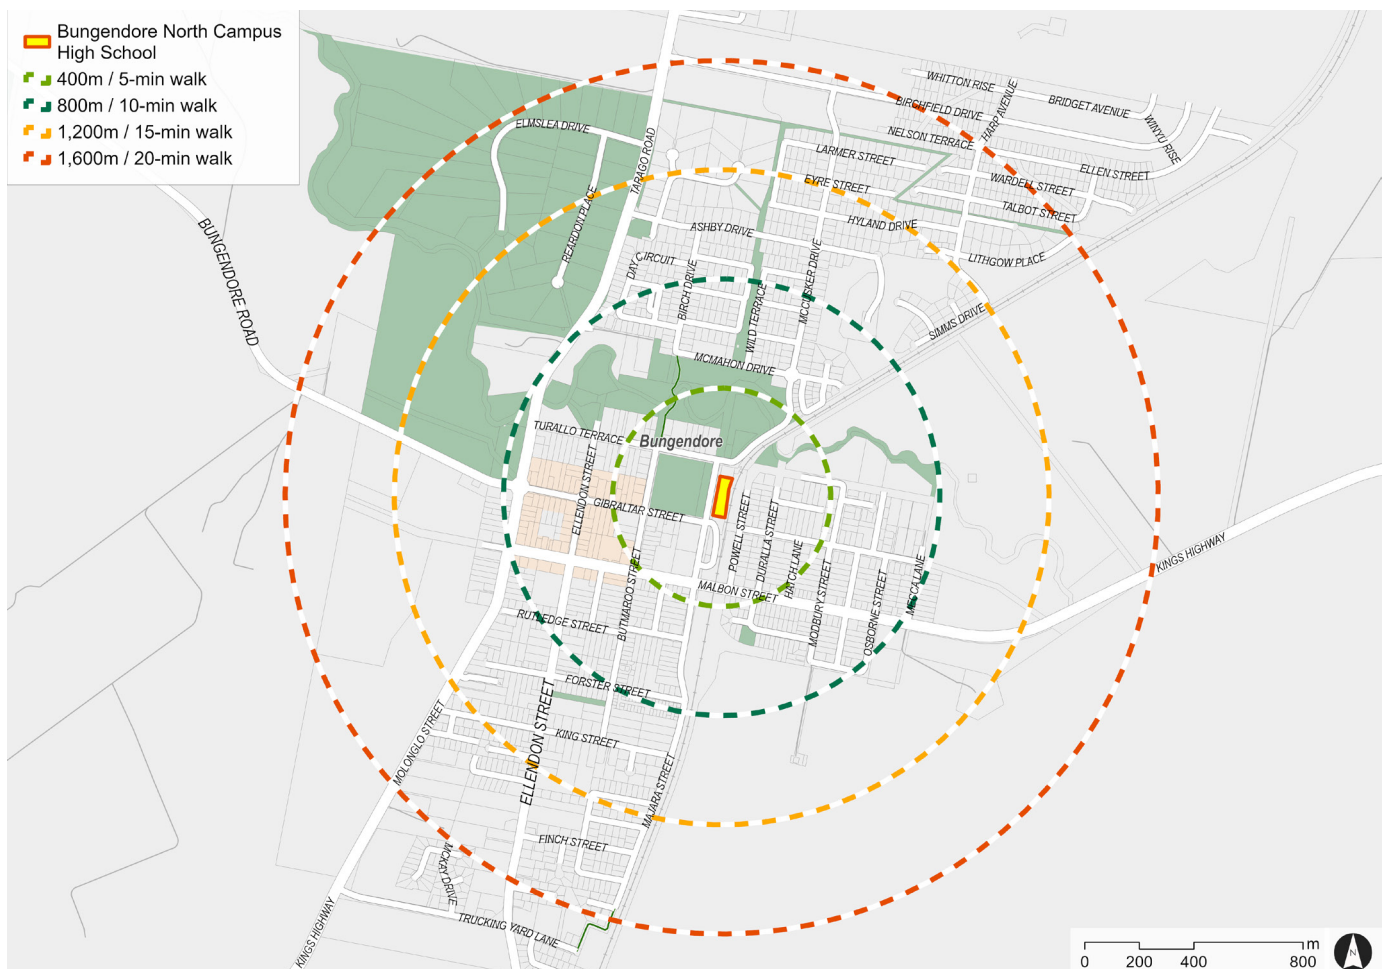 Bungendore North Campus
High School
400m / 5-min walk
800m / 10-min walk
1,200m / 15-min walk
1,600m / 20-min walk
WHITTON RISE
BRIDGET AVENUE
HARP AVENUE
WINYU RISE
BIRCHFIELD DRIVE
NELSON TERRACE
ELLEN STREET
ELMSLEA DRIVE
TARAGO ROAD
LARMER STREET
WARDELL STREET
EYRE STREET
TALBOT STREET
REARDON PLACE
HYLAND DRIVE
ASHBY DRIVE
LITHGOW PLACE
BUNGENDORE ROAD
DAY CIRCUIT
BIRCH DRIVE
MCCUSKER DRIVE
WILD TERRACE
SIMMS DRIVE
MCMAHON DRIVE
TURALLO TERRACE
Bungendore
ELLENDON STREET
GIBRALTAR STREET
POWELL STREET
DURALLA STREET
HATCH LANE
KINGS HIGHWAY
MALBON STREET
BUTMAROO STREET
MODBURY STREET
OSBORNE STREET
MECCA LANE
RUTLEDGE STREET
FORSTER STREET
ELLENDON STREET
KING STREET
MOLONGLO STREET
MAJARA STREET
FINCH STREET
MCKAY DRIVE
TRUCKING YARD LANE
KINGS HIGHWAY
m
0 200 400 800
N